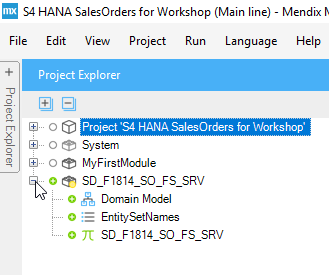 mx S4 HANA SalesOrders for Workshop (Main line) - Mendix M
File Edit View Project Run Language Help
Project Explorer
Project Explorer
Project 'S4 HANA SalesOrders for Workshop'
System
MyFirstModule
SD_F1814_SO_FS_SRV
Domain Model
EntitySetNames
π SD_F1814_SO_FS_SRV